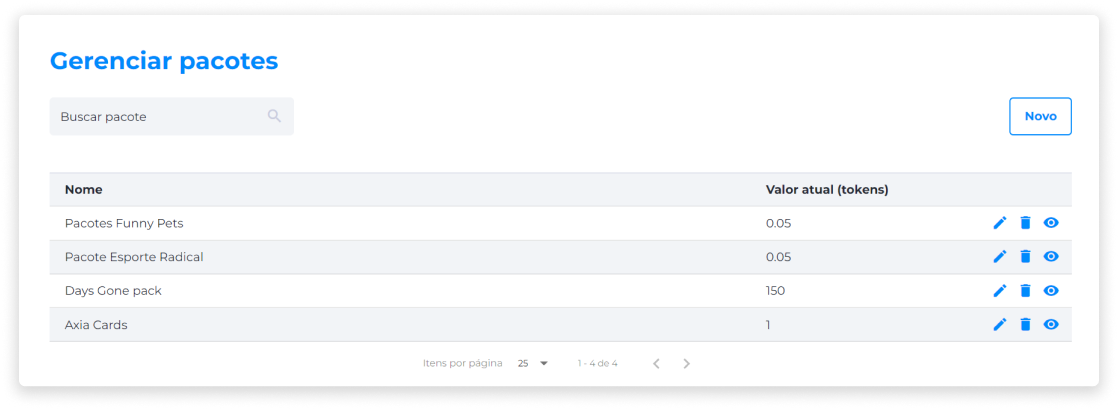 Gerenciar pacotes
Buscar pacote
Novo
Nome Valor atual (tokens)
Pacotes Funny Pets 0.05
Pacote Esporte Radical 0.05
Days Gone pack 150
Axia Cards 1
Itens por página 25 1 - 4 de 4